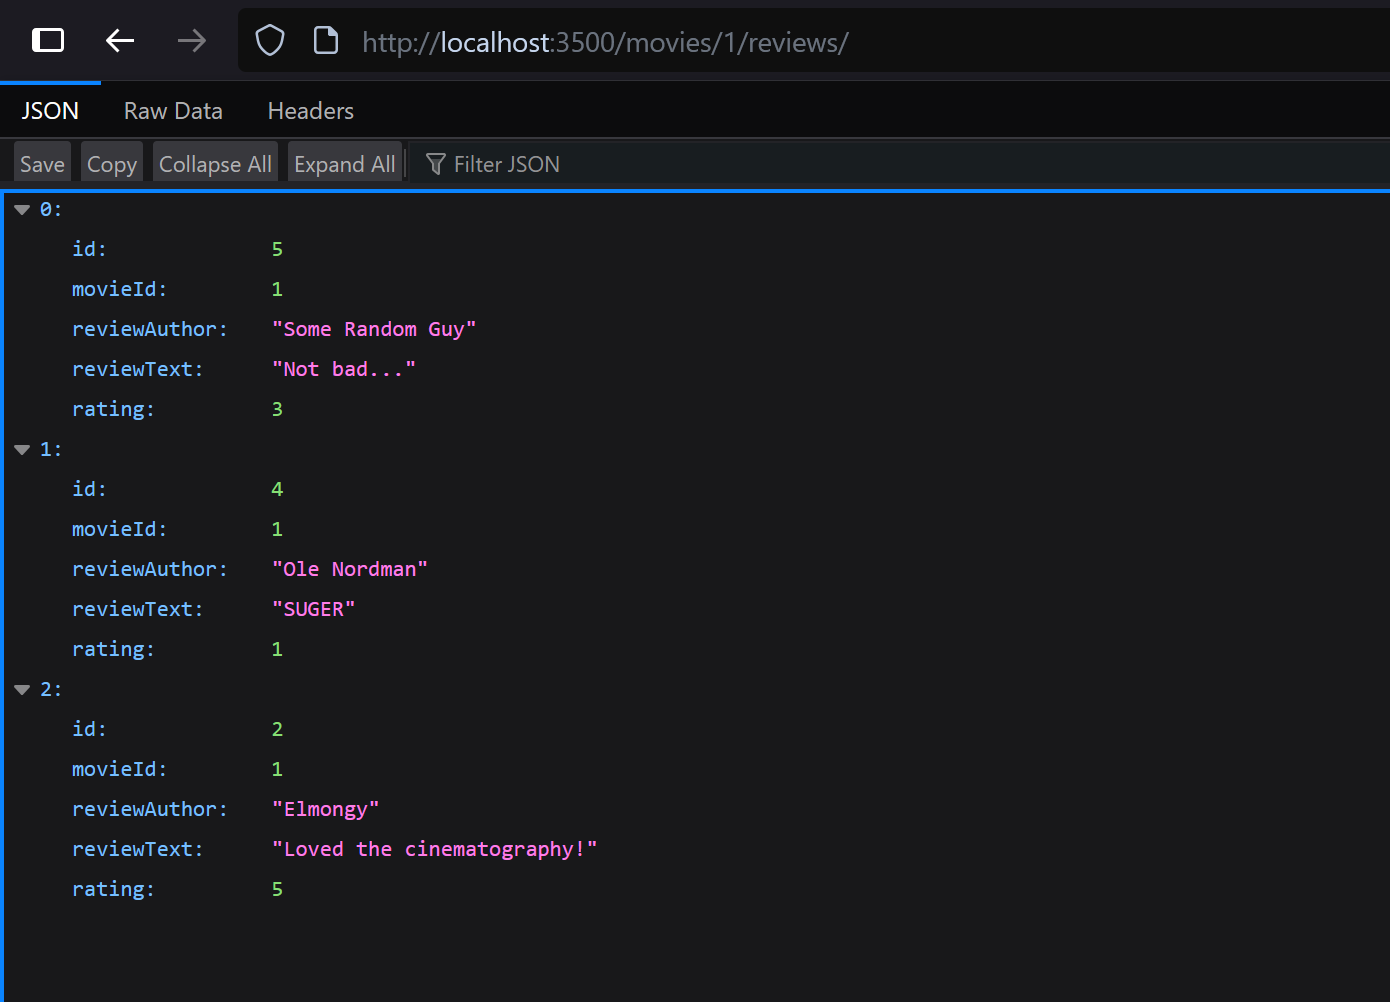 http://localhost:3500/movies/1/reviews/
JSON Raw Data Headers
Save Copy Collapse All Expand All Filter JSON
0:
id: 5
movieId: 1
reviewAuthor: "Some Random Guy"
reviewText: "Not bad..."
rating: 3
1:
id: 4
movieId: 1
reviewAuthor: "Ole Nordman"
reviewText: "SUGER"
rating: 1
2:
id: 2
movieId: 1
reviewAuthor: "Elmongy"
reviewText: "Loved the cinematography!"
rating: 5